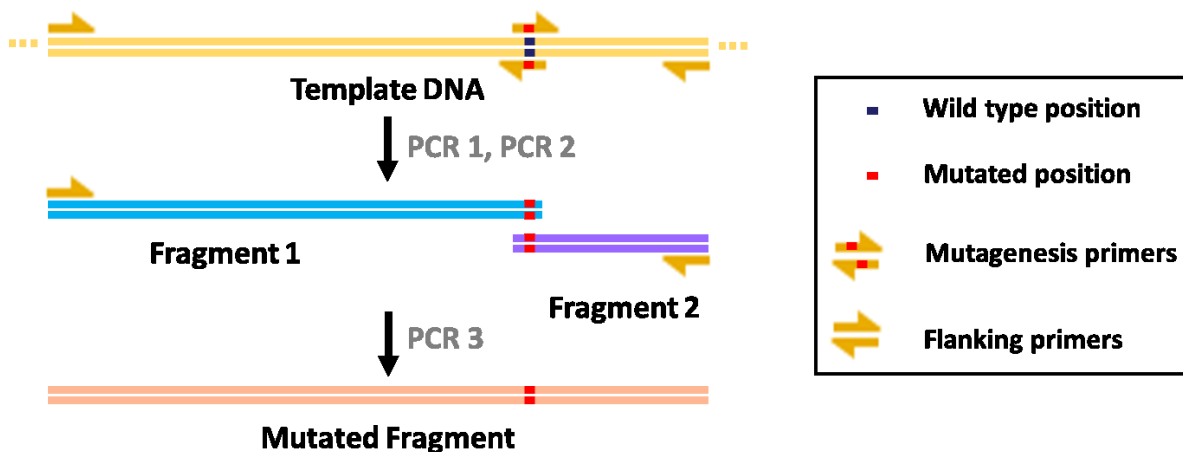 Template DNA
PCR 1, PCR 2
Fragment 1
Fragment 2
PCR 3
Mutated Fragment
Wild type position
Mutated position
Mutagenesis primers
Flanking primers